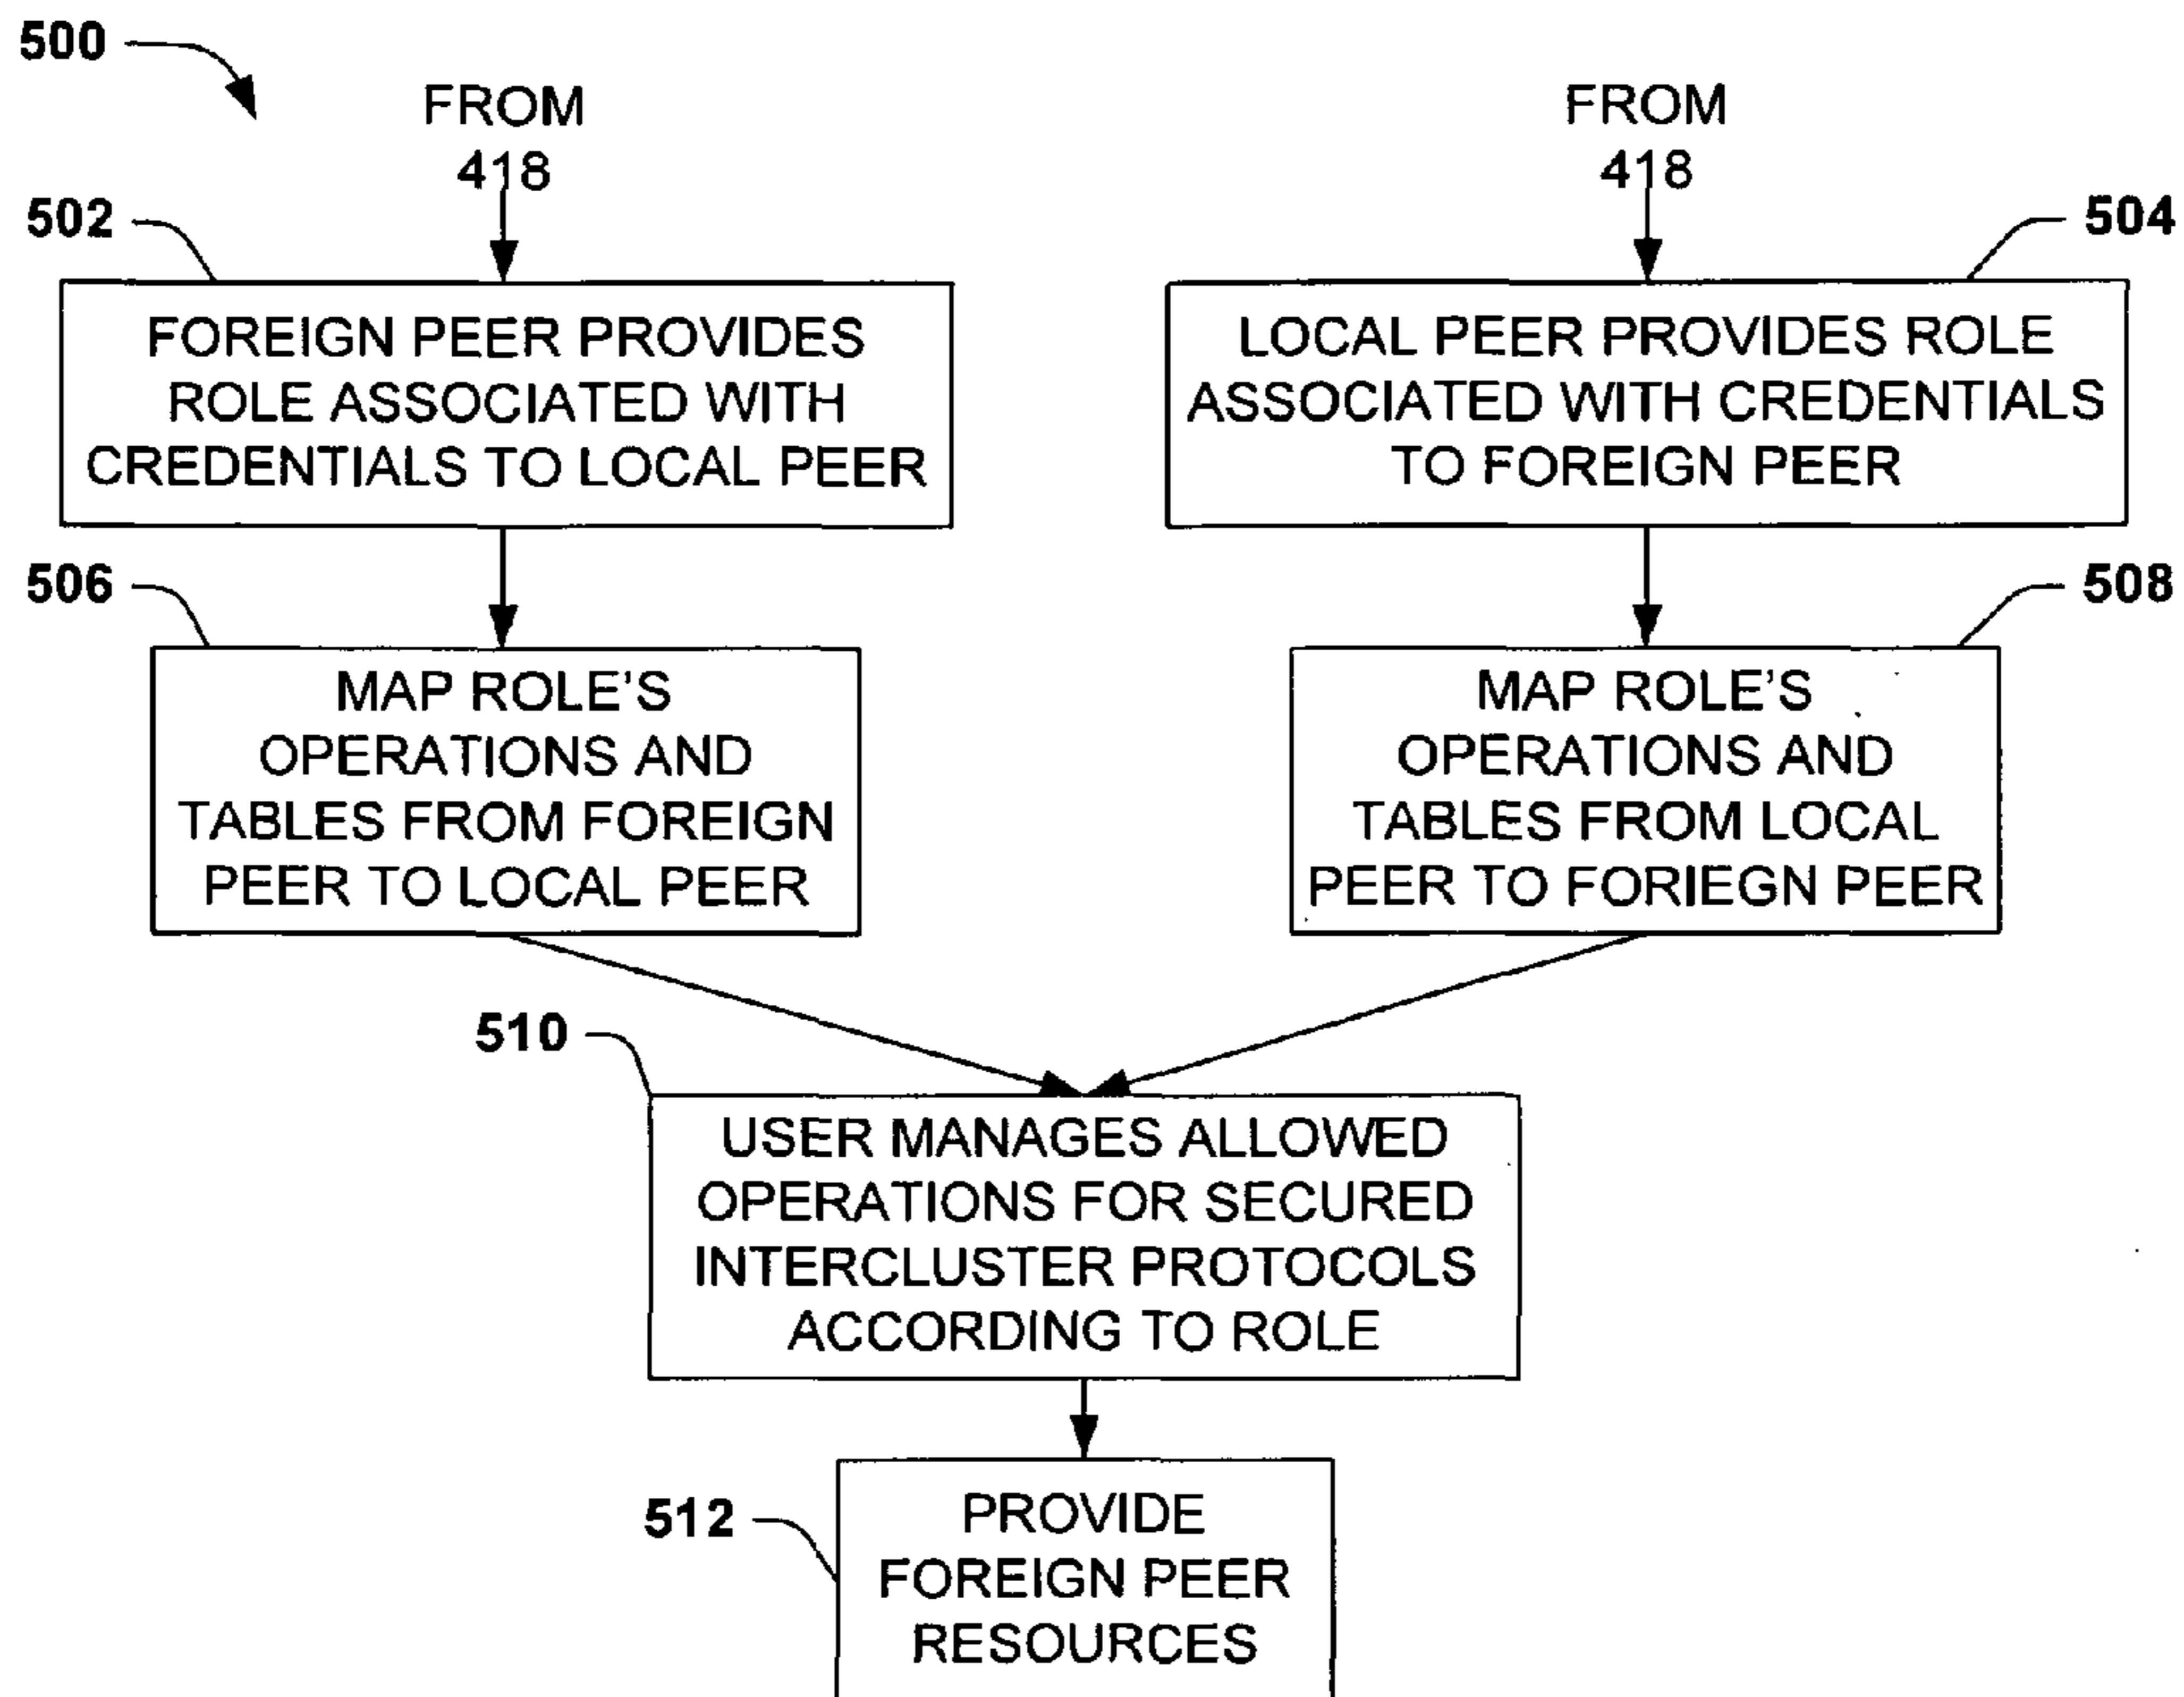 500
FROM
418
FROM
418
502
504
FOREIGN PEER PROVIDES
ROLE ASSOCIATED WITH
CREDENTIALS TO LOCAL PEER
LOCAL PEER PROVIDES ROLE
ASSOCIATED WITH CREDENTIALS
TO FOREIGN PEER
506
508
MAP ROLE'S
OPERATIONS AND
TABLES FROM FOREIGN
PEER TO LOCAL PEER
MAP ROLE'S
OPERATIONS AND
TABLES FROM LOCAL
PEER TO FORIEGN PEER
510
USER MANAGES ALLOWED
OPERATIONS FOR SECURED
INTERCLUSTER PROTOCOLS
ACCORDING TO ROLE
512
PROVIDE
FOREIGN PEER
RESOURCES